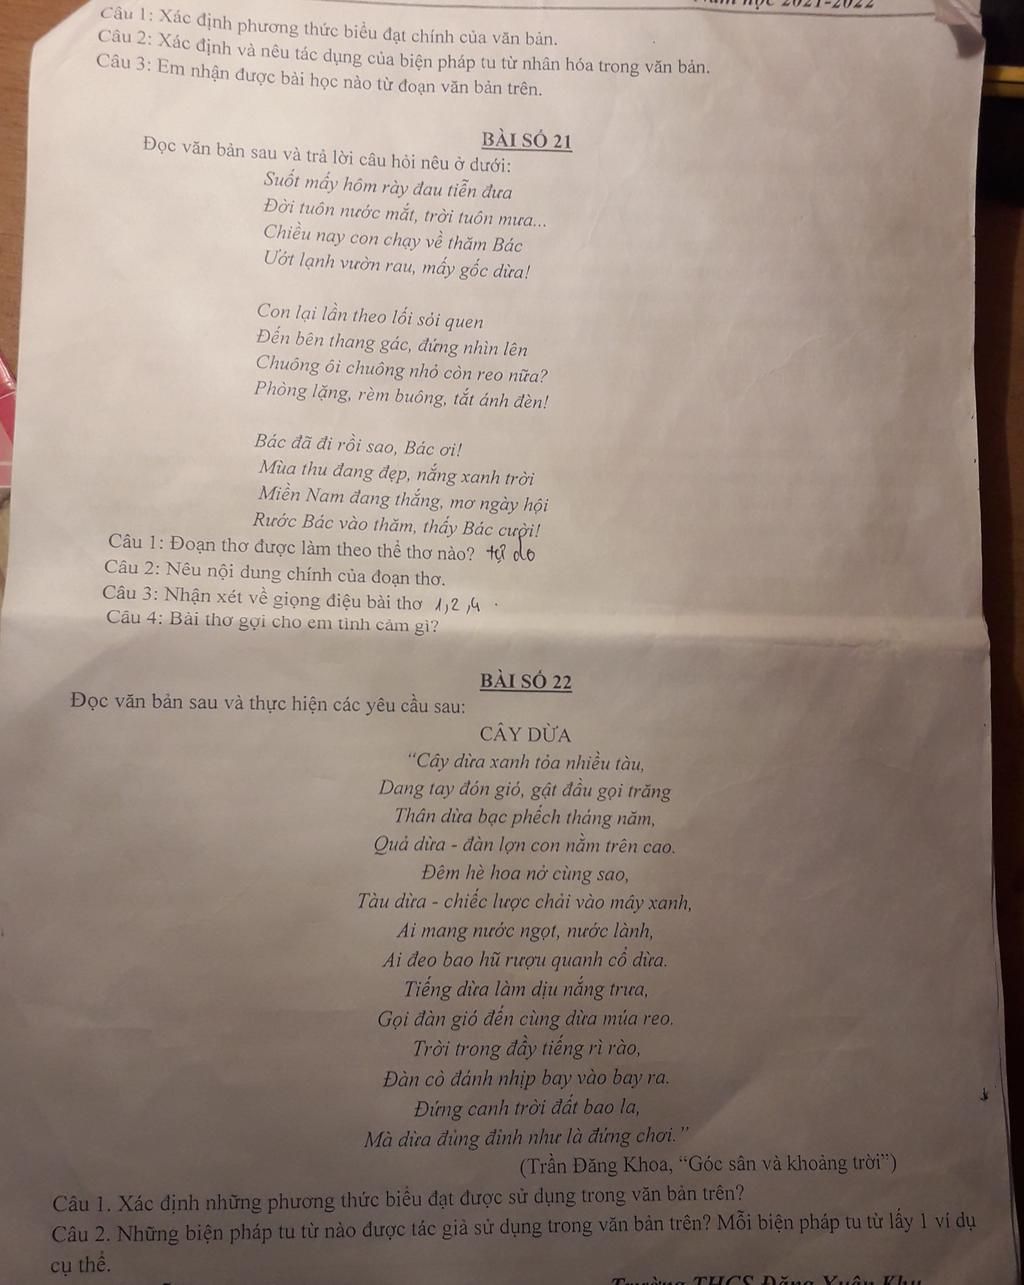 Năm học 2021-2022
Câu 1: Xác định phương thức biểu đạt chính của văn bản.
Câu 2: Xác định và nêu tác dụng của biện pháp tu từ nhân hóa trong văn bản.
Câu 3: Em nhận được bài học nào từ đoạn văn bản trên.
BÀI SỐ 21
Đọc văn bản sau và trả lời câu hỏi nêu ở dưới:
Suốt mấy hôm rày đau tiễn đưa
Đời tuôn nước mắt, trời tuôn mưa...
Chiều nay con chạy về thăm Bác
Ướt lạnh vườn rau, mấy gốc dừa!
Con lại lần theo lối sỏi quen
Đến bên thang gác, đứng nhìn lên
Chuông ôi chuông nhỏ còn reo nữa?
Phòng lặng, rèm buông, tắt ánh đèn!
Bác đã đi rồi sao, Bác ơi!
Mùa thu đang đẹp, nắng xanh trời
Miền Nam đang thắng, mơ ngày hội
Rước Bác vào thăm, thấy Bác cười!
Câu 1: Đoạn thơ được làm theo thể thơ nào? tự do
Câu 2: Nêu nội dung chính của đoạn thơ.
Câu 3: Nhận xét về giọng điệu bài thơ 1,2,4
Câu 4: Bài thơ gợi cho em tình cảm gì?
BÀI SỐ 22
Đọc văn bản sau và thực hiện các yêu cầu sau:
CÂY DỪA
“Cây dừa xanh tỏa nhiều tàu,
Dang tay đón gió, gật đầu gọi trăng
Thân dừa bạc phếch tháng năm,
Quả dừa - đàn lợn con nằm trên cao.
Đêm hè hoa nở cùng sao,
Tàu dừa - chiếc lược chải vào mây xanh,
Ai mang nước ngọt, nước lành,
Ai đeo bao hũ rượu quanh cổ dừa.
Tiếng dừa làm dịu nắng trưa,
Gọi đàn gió đến cùng dừa múa reo.
Trời trong đầy tiếng rì rào,
Đàn cò đánh nhịp bay vào bay ra.
Đứng canh trời đất bao la,
Mà dừa đủng đỉnh như là đứng chơi.”
(Trần Đăng Khoa, “Góc sân và khoảng trời”)
Câu 1. Xác định những phương thức biểu đạt được sử dụng trong văn bản trên?
Câu 2. Những biện pháp tu từ nào được tác giả sử dụng trong văn bản trên? Mỗi biện pháp tu từ lấy 1 ví dụ
cụ thể.
Trường THCS Đặng Xuân Khu